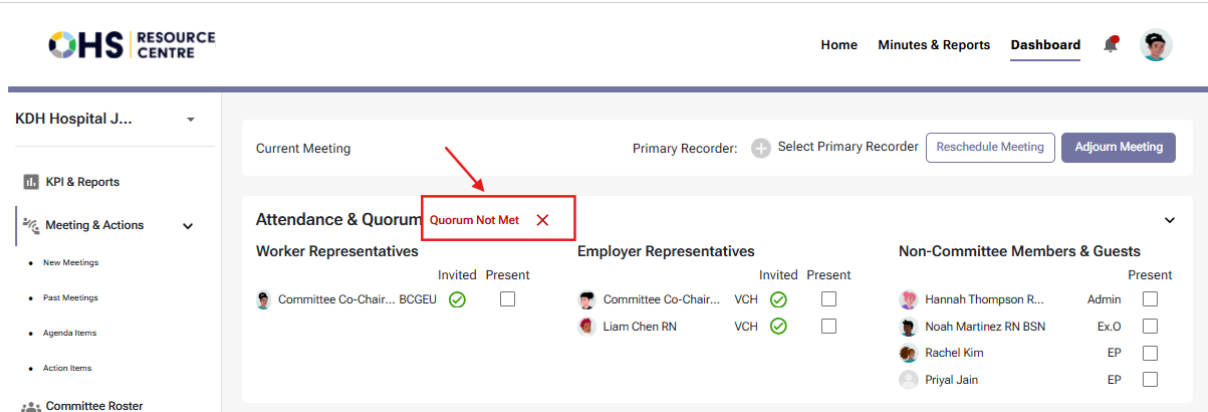 OHS RESOURCE CENTRE
Home Minutes & Reports Dashboard
KDH Hospital J...
KPI & Reports
Meeting & Actions
New Meetings
Past Meetings
Agenda Items
Action Items
Committee Roster
Current Meeting
Primary Recorder: Select Primary Recorder Reschedule Meeting Adjourn Meeting
Attendance & Quorum Quorum Not Met
Worker Representatives
Invited Present
Committee Co-Chair... BCGEU
Employer Representatives
Invited Present
Committee Co-Chair... VCH
Liam Chen RN VCH
Non-Committee Members & Guests
Present
Hannah Thompson R... Admin
Noah Martinez RN BSN Ex.O
Rachel Kim EP
Priyal Jain EP